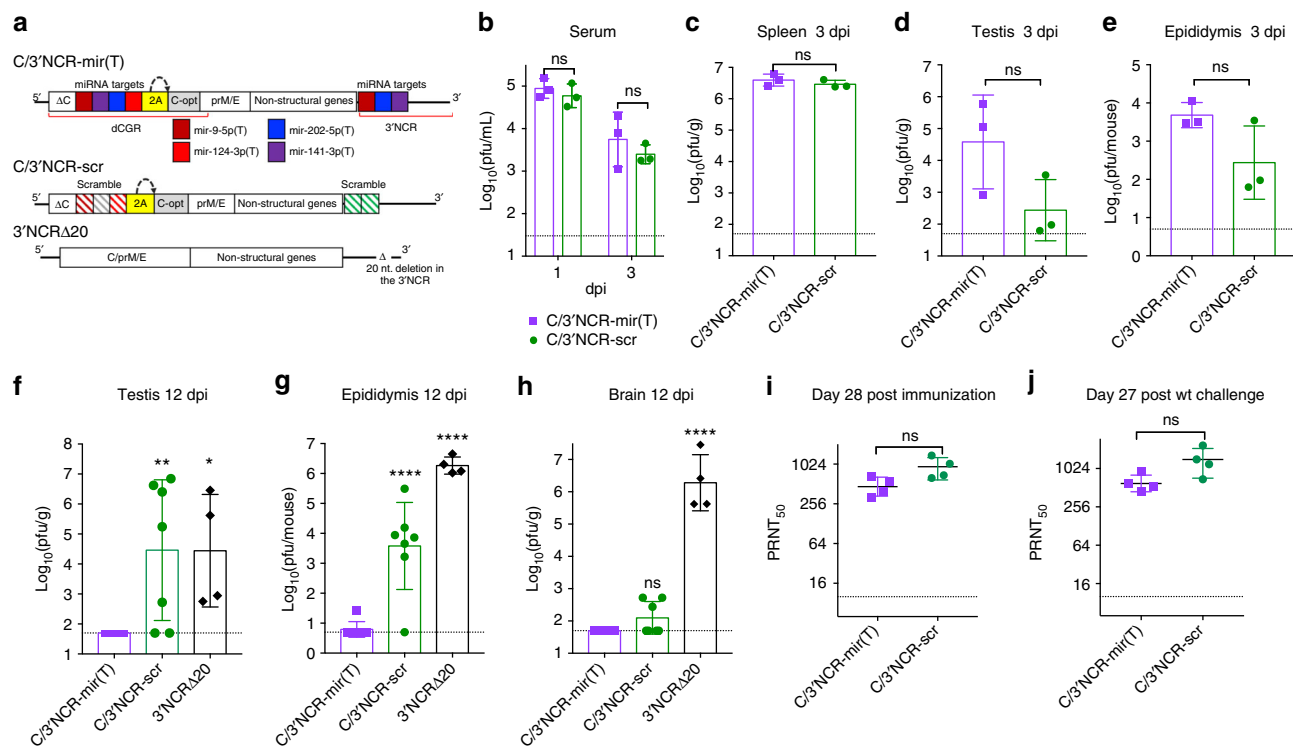 a
C/3′NCR-mir(T)
miRNA targets
miRNA targets
5′
ΔC
2A
C-opt
prM/E
Non-structural genes
3′
dCGR
3′NCR
mir-9-5p(T)
mir-202-5p(T)
mir-124-3p(T)
mir-141-3p(T)
C/3′NCR-scr
Scramble
Scramble
5′
ΔC
2A
C-opt
prM/E
Non-structural genes
3′
3′NCRΔ20
5′
C/prM/E
Non-structural genes
Δ
3′
20 nt. deletion in
the 3′NCR
b
Serum
Log10(pfu/mL)
ns
ns
5
4
3
2
1
1
3
dpi
C/3′NCR-mir(T)
C/3′NCR-scr
c
Spleen 3 dpi
Log10(pfu/g)
ns
7
6
5
4
3
2
1
C/3′NCR-mir(T)
C/3′NCR-scr
d
Testis 3 dpi
Log10(pfu/g)
ns
7
6
5
4
3
2
1
C/3′NCR-mir(T)
C/3′NCR-scr
e
Epididymis 3 dpi
Log10(pfu/mouse)
ns
5
4
3
2
1
0
C/3′NCR-mir(T)
C/3′NCR-scr
f
Testis 12 dpi
Log10(pfu/g)
**
*
8
7
6
5
4
3
2
1
C/3′NCR-mir(T)
C/3′NCR-scr
3′NCRΔ20
g
Epididymis 12 dpi
Log10(pfu/mouse)
****
****
7
6
5
4
3
2
1
0
C/3′NCR-mir(T)
C/3′NCR-scr
3′NCRΔ20
h
Brain 12 dpi
Log10(pfu/g)
ns
****
7
6
5
4
3
2
1
C/3′NCR-mir(T)
C/3′NCR-scr
3′NCRΔ20
i
Day 28 post immunization
PRNT50
ns
1024
256
64
16
C/3′NCR-mir(T)
C/3′NCR-scr
j
Day 27 post wt challenge
PRNT50
ns
1024
256
64
16
C/3′NCR-mir(T)
C/3′NCR-scr